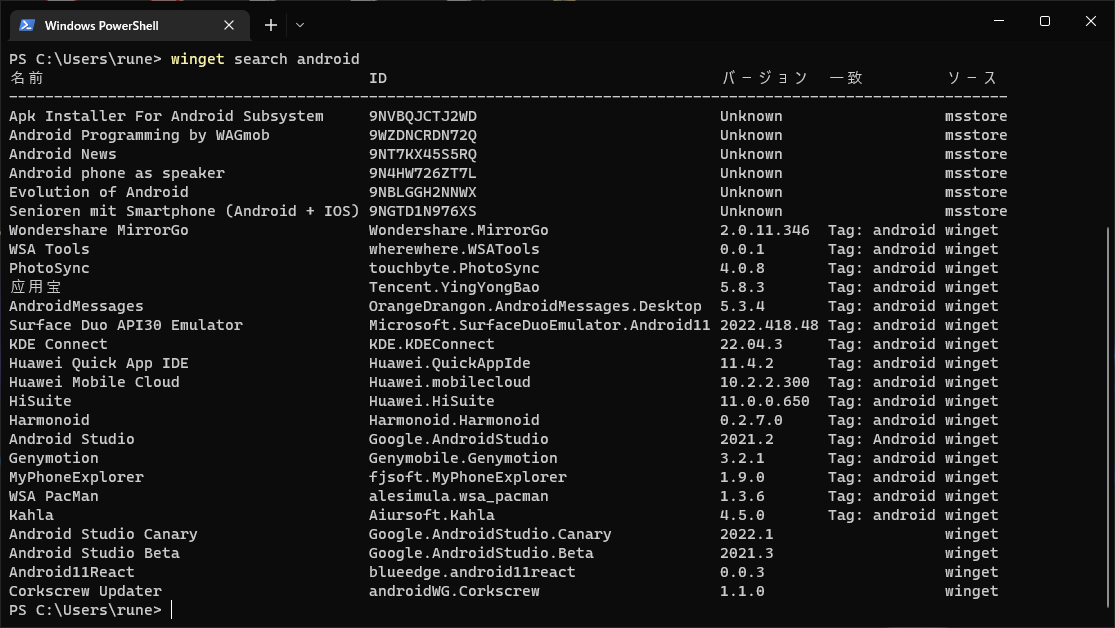 Windows PowerShell
PS C:\Users\rune> winget search android
名前 ID バージョン 一致 ソース
---------------------------------------------------------------------------------------------------------------
Apk Installer For Android Subsystem 9NVBQJCTJ2WD Unknown msstore
Android Programming by WAGmob 9WZDNCRDN72Q Unknown msstore
Android News 9NT7KX45S5RQ Unknown msstore
Android phone as speaker 9N4HW726ZT7L Unknown msstore
Evolution of Android 9NBLGGH2NNWX Unknown msstore
Senioren mit Smartphone (Android + IOS) 9NGTD1N976XS Unknown msstore
Wondershare MirrorGo Wondershare.MirrorGo 2.0.11.346 Tag: android winget
WSA Tools wherewhere.WSATools 0.0.1 Tag: android winget
PhotoSync touchbyte.PhotoSync 4.0.8 Tag: android winget
应用宝 Tencent.YingYongBao 5.8.3 Tag: android winget
AndroidMessages OrangeDrangon.AndroidMessages.Desktop 5.3.4 Tag: android winget
Surface Duo API30 Emulator Microsoft.SurfaceDuoEmulator.Android11 2022.418.48 Tag: android winget
KDE Connect KDE.KDEConnect 22.04.3 Tag: android winget
Huawei Quick App IDE Huawei.QuickAppIde 11.4.2 Tag: android winget
Huawei Mobile Cloud Huawei.mobilecloud 10.2.2.300 Tag: android winget
HiSuite Huawei.HiSuite 11.0.0.650 Tag: android winget
Harmonoid Harmonoid.Harmonoid 0.2.7.0 Tag: android winget
Android Studio Google.AndroidStudio 2021.2 Tag: Android winget
Genymotion Genymobile.Genymotion 3.2.1 Tag: android winget
MyPhoneExplorer fjsoft.MyPhoneExplorer 1.9.0 Tag: android winget
WSA PacMan alesimula.wsa_pacman 1.3.6 Tag: android winget
Kahla Aiursoft.Kahla 4.5.0 Tag: android winget
Android Studio Canary Google.AndroidStudio.Canary 2022.1 winget
Android Studio Beta Google.AndroidStudio.Beta 2021.3 winget
Android11React blueedge.android11react 0.0.3 winget
Corkscrew Updater androidWG.Corkscrew 1.1.0 winget
PS C:\Users\rune>